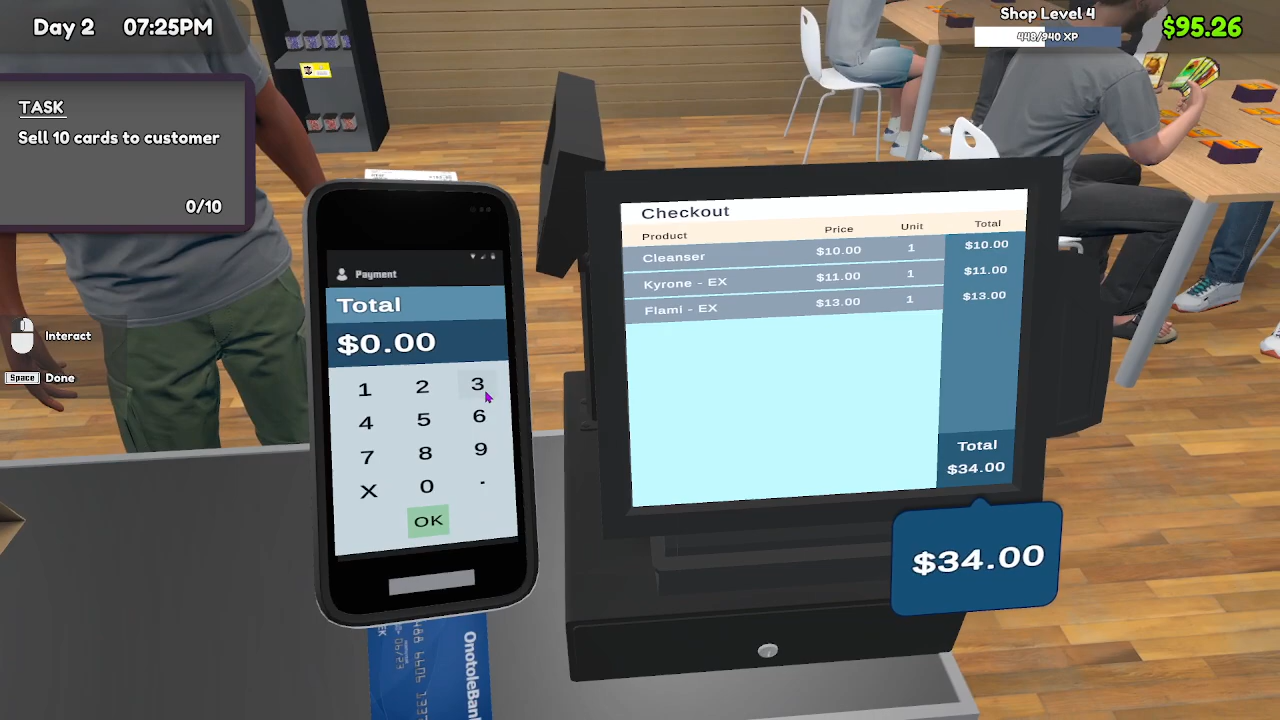 Day 2 07:25PM
Shop Level 4
448/940 XP
$95.26
TASK
Sell 10 cards to customer
0/10
Interact
Space Done
Payment
Total
$0.00
1 2 3
4 5 6
7 8 9
X 0 .
OK
Checkout
Product Price Unit Total
Cleanser $10.00 1 $10.00
Kyrone - EX $11.00 1 $11.00
Flami - EX $13.00 1 $13.00
Total
$34.00
$34.00
OnotoleBank
06/23